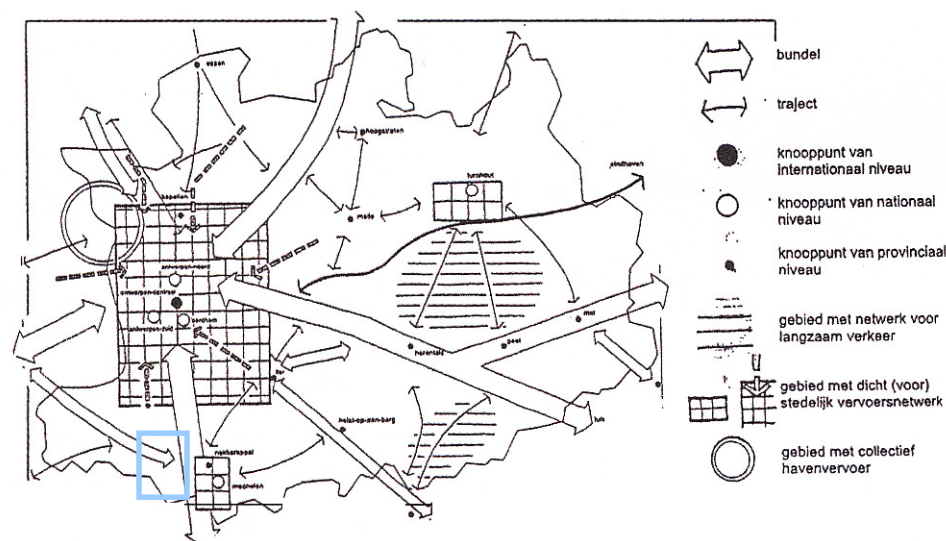 essen
hoogstraten
kapellen
malle
turnhout
eindhoven
antwerpen-noord
antwerpen-centraal
antwerpen-zuid
berchem
lier
herentals
geel
mol
heist-op-den-berg
nekkerspoel
mechelen
bundel
traject
knooppunt van
internationaal niveau
knooppunt van nationaal
niveau
knooppunt van provinciaal
niveau
gebied met netwerk voor
langzaam verkeer
gebied met dicht (voor)
stedelijk vervoersnetwerk
gebied met collectief
havenvervoer